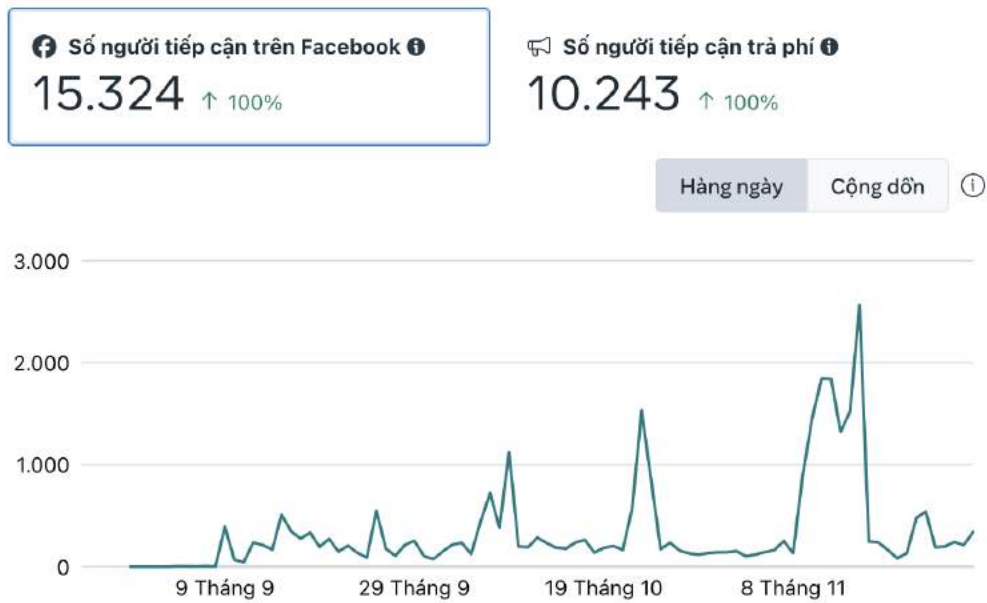 Số người tiếp cận trên Facebook
15.324 ↑ 100%
Số người tiếp cận trả phí
10.243 ↑ 100%
Hàng ngày Cộng dồn
3.000
2.000
1.000
0
9 Tháng 9 29 Tháng 9 19 Tháng 10 8 Tháng 11